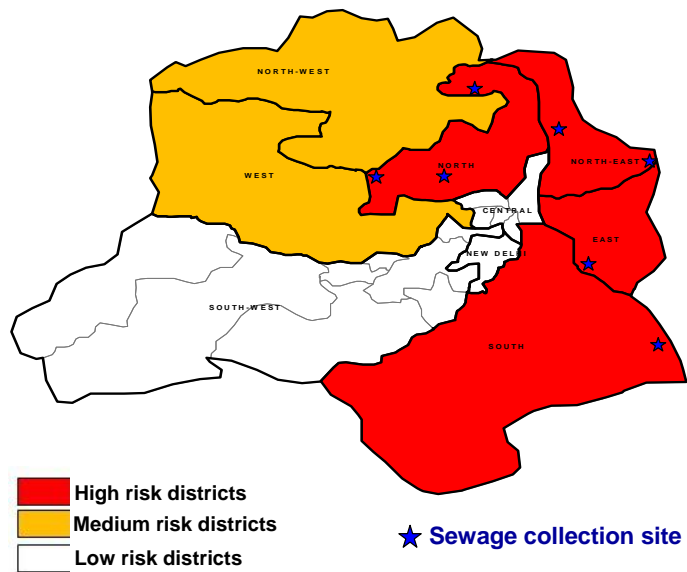 NORTH-WEST
WEST
NORTH
NORTH-EAST
CENTRAL
EAST
NEW DELHI
SOUTH-WEST
SOUTH
High risk districts
Medium risk districts
Low risk districts
Sewage collection site